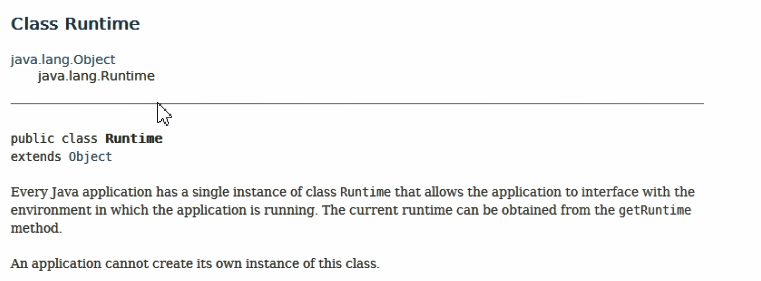 Class Runtime
java.lang.Object
java.lang.Runtime
public class Runtime
extends Object
Every Java application has a single instance of class Runtime that allows the application to interface with the
environment in which the application is running. The current runtime can be obtained from the getRuntime
method.
An application cannot create its own instance of this class.